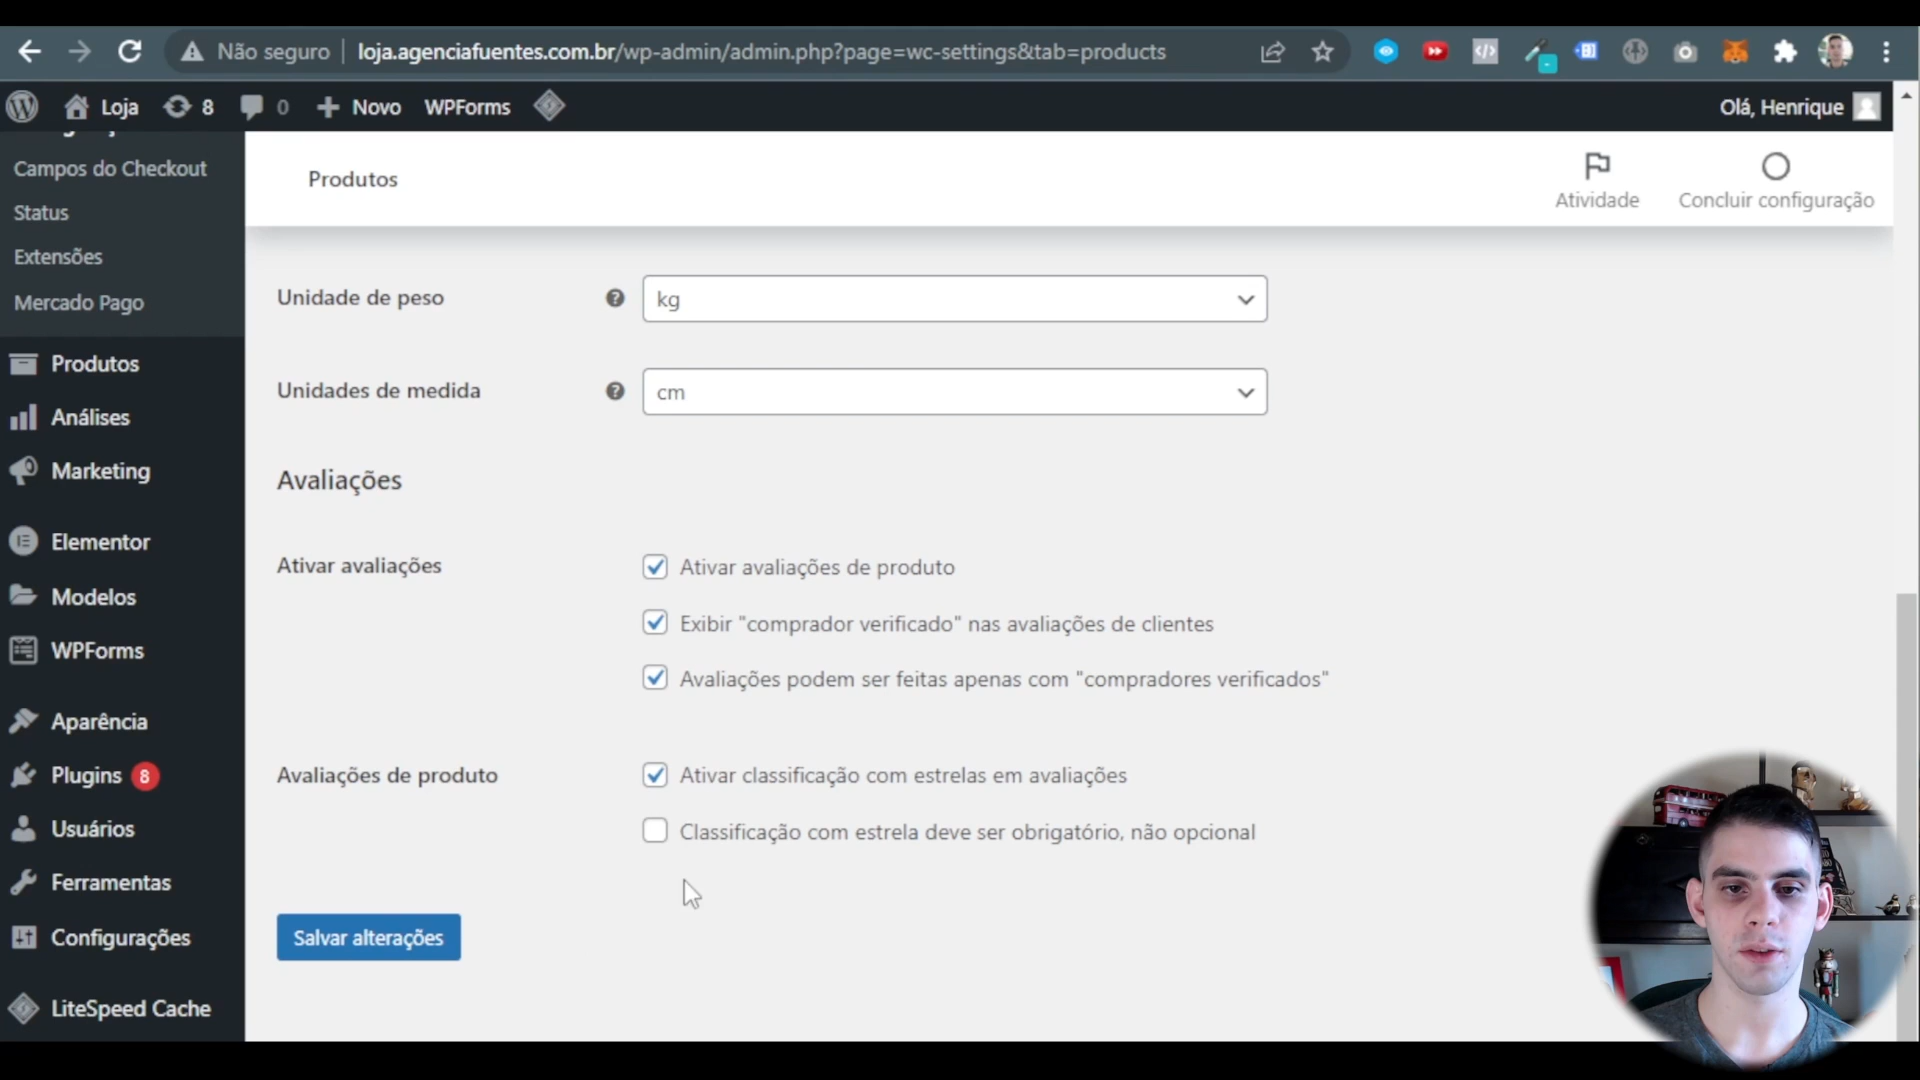 Não seguro
loja.agenciafuentes.com.br/wp-admin/admin.php?page=wc-settings&tab=products
Loja
8
0
Novo
WPForms
Olá, Henrique
Campos do Checkout
Status
Extensões
Mercado Pago
Produtos
Análises
Marketing
Elementor
Modelos
WPForms
Aparência
Plugins 8
Usuários
Ferramentas
Configurações
LiteSpeed Cache
Produtos
Atividade
Concluir configuração
Unidade de peso
kg
Unidades de medida
cm
Avaliações
Ativar avaliações
Ativar avaliações de produto
Exibir "comprador verificado" nas avaliações de clientes
Avaliações podem ser feitas apenas com "compradores verificados"
Avaliações de produto
Ativar classificação com estrelas em avaliações
Classificação com estrela deve ser obrigatório, não opcional
Salvar alterações